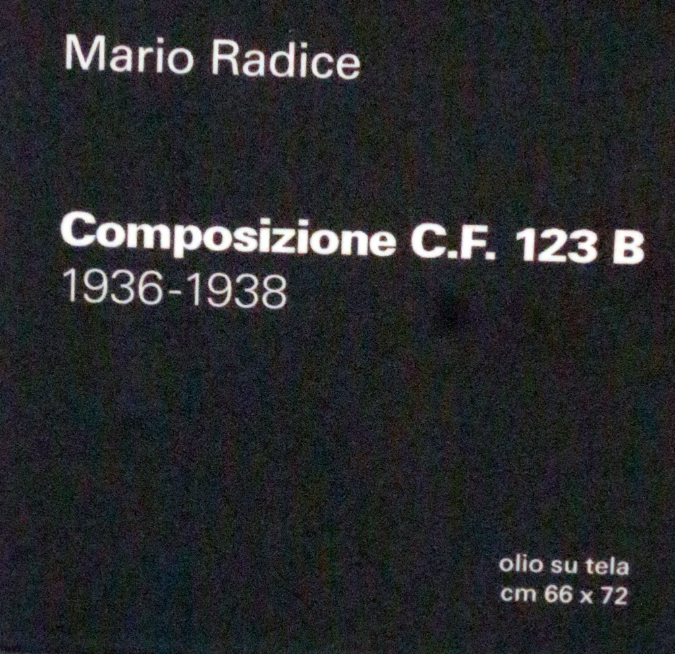 Mario Radice
Composizione C.F. 123 B
1936-1938
olio su tela
cm 66 x 72